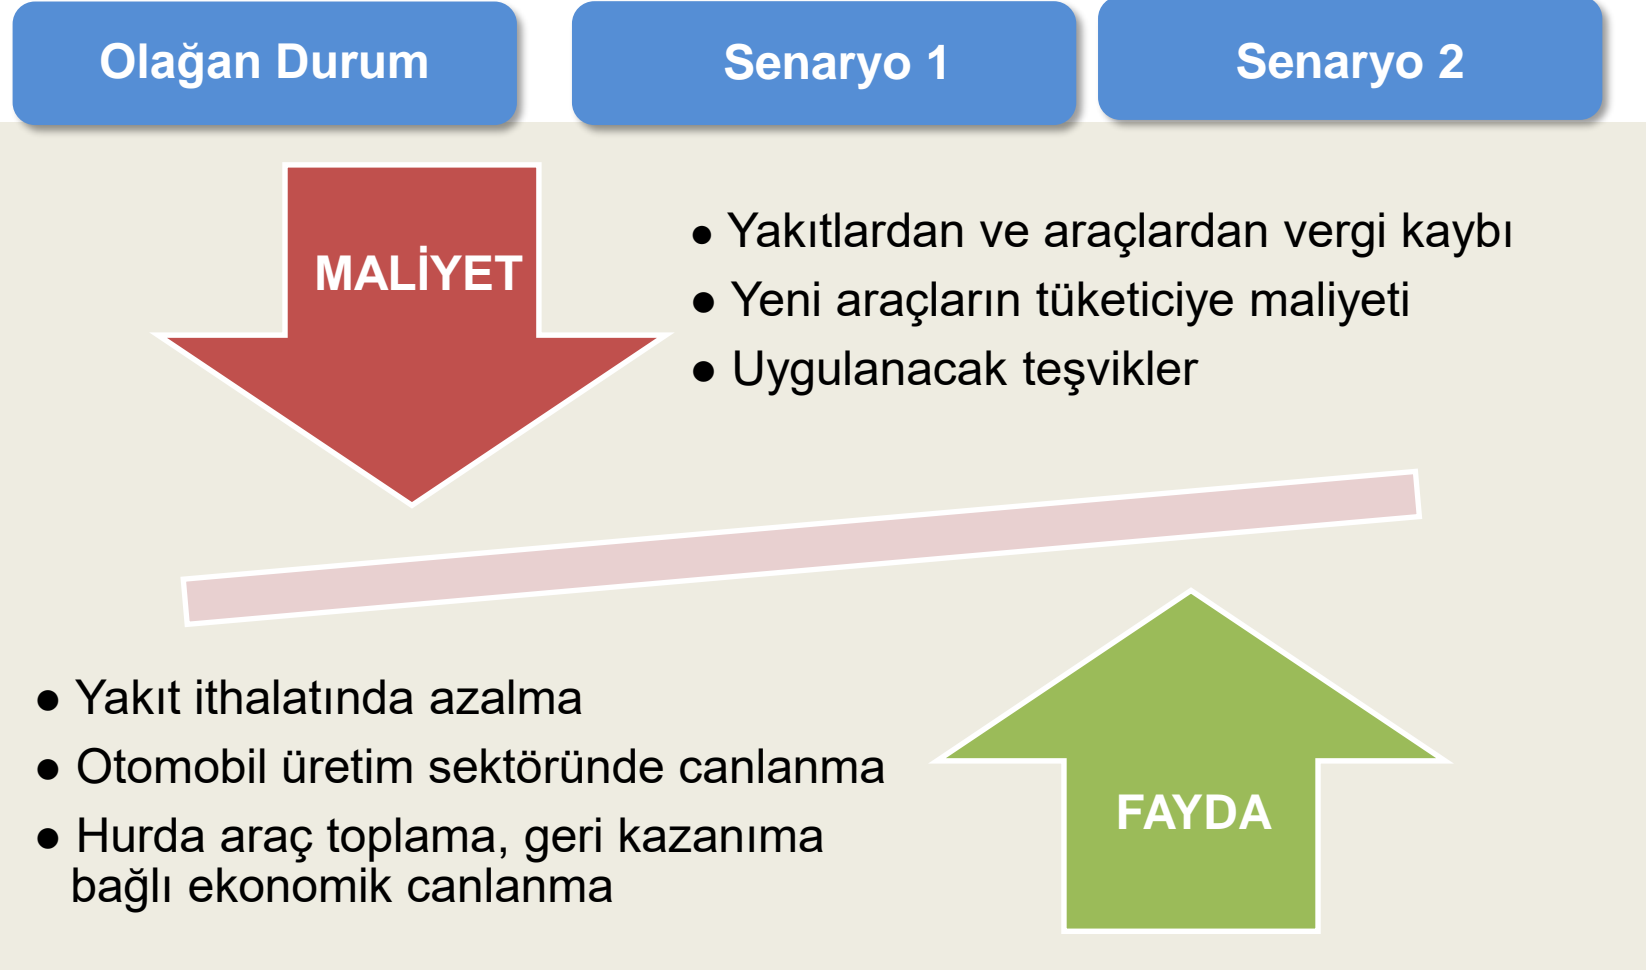 Olağan Durum
Senaryo 1
Senaryo 2
MALİYET
● Yakıtlardan ve araçlardan vergi kaybı
● Yeni araçların tüketiciye maliyeti
● Uygulanacak teşvikler
● Yakıt ithalatında azalma
● Otomobil üretim sektöründe canlanma
● Hurda araç toplama, geri kazanıma
bağlı ekonomik canlanma
FAYDA